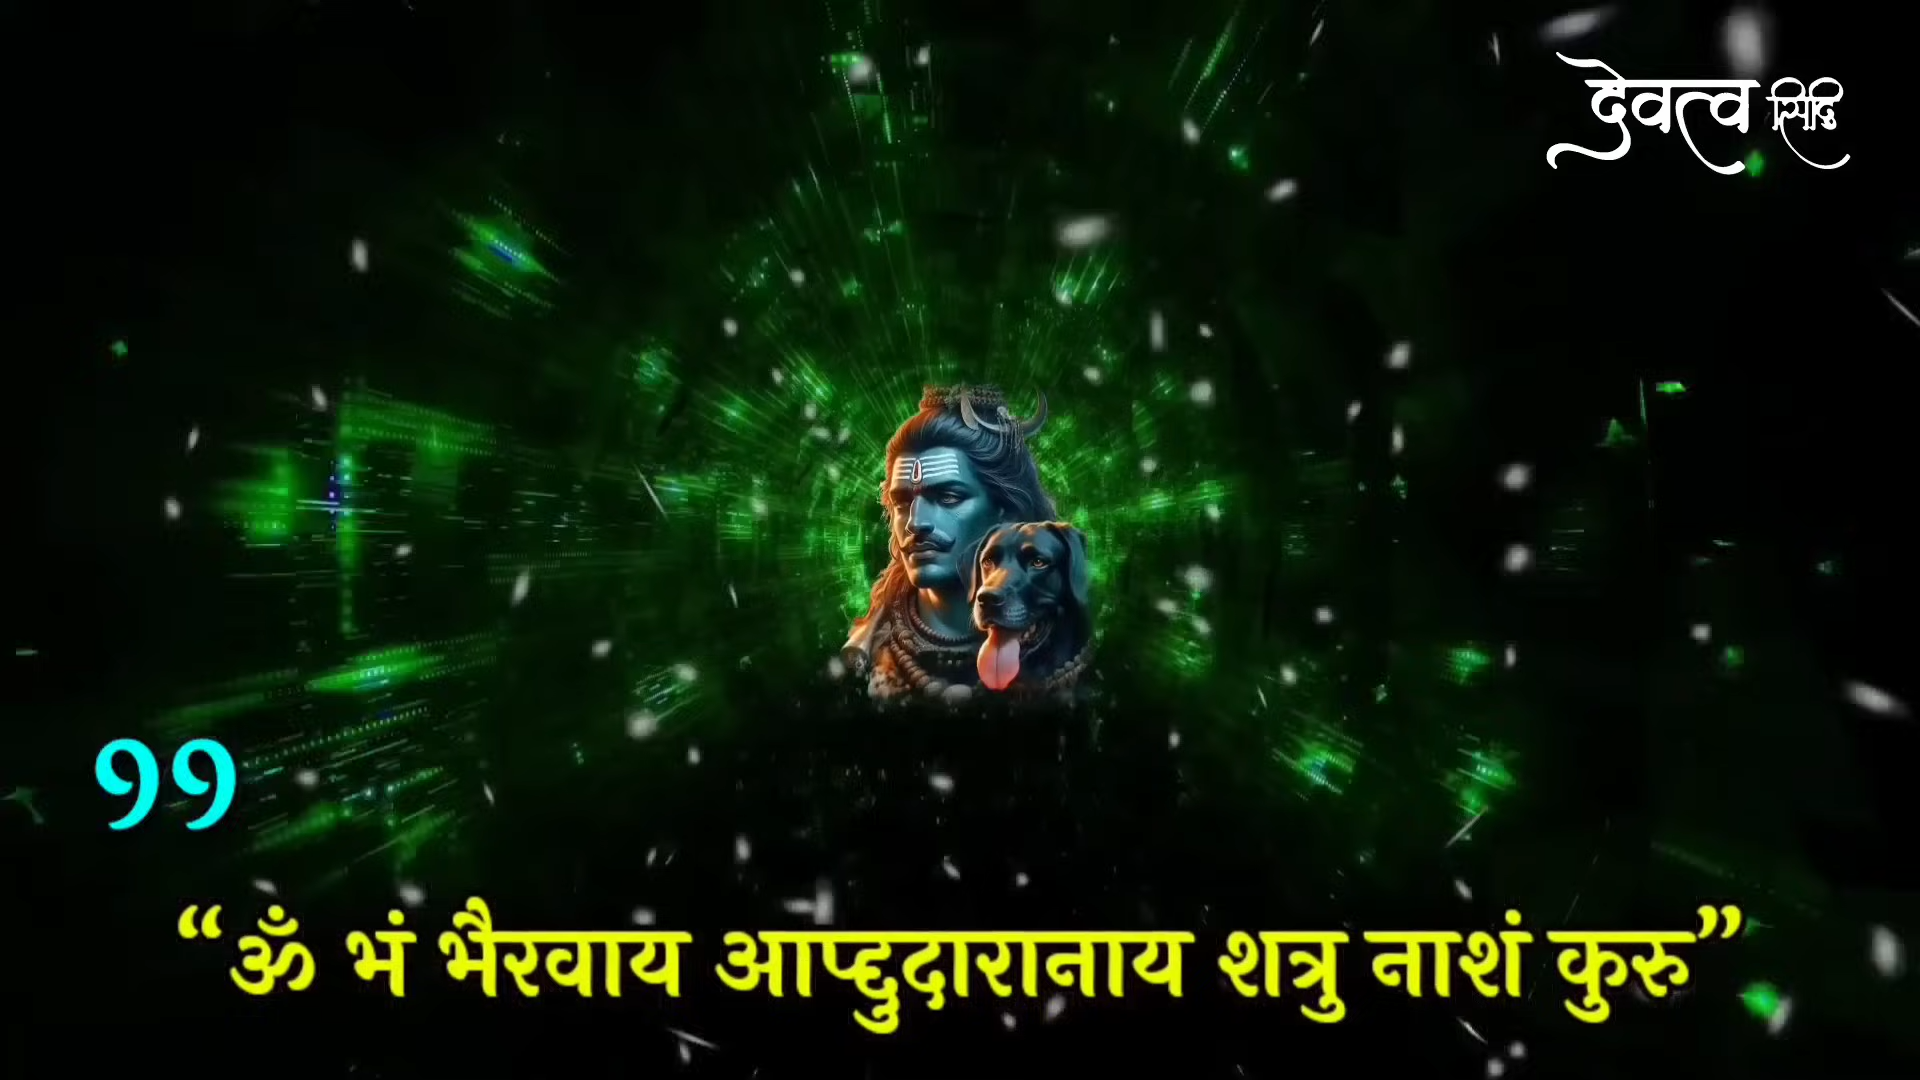 देवत्व सिद्धि
११
“ॐ भं भैरवाय आप्द्दुदारानाय शत्रु नाशं कुरु”